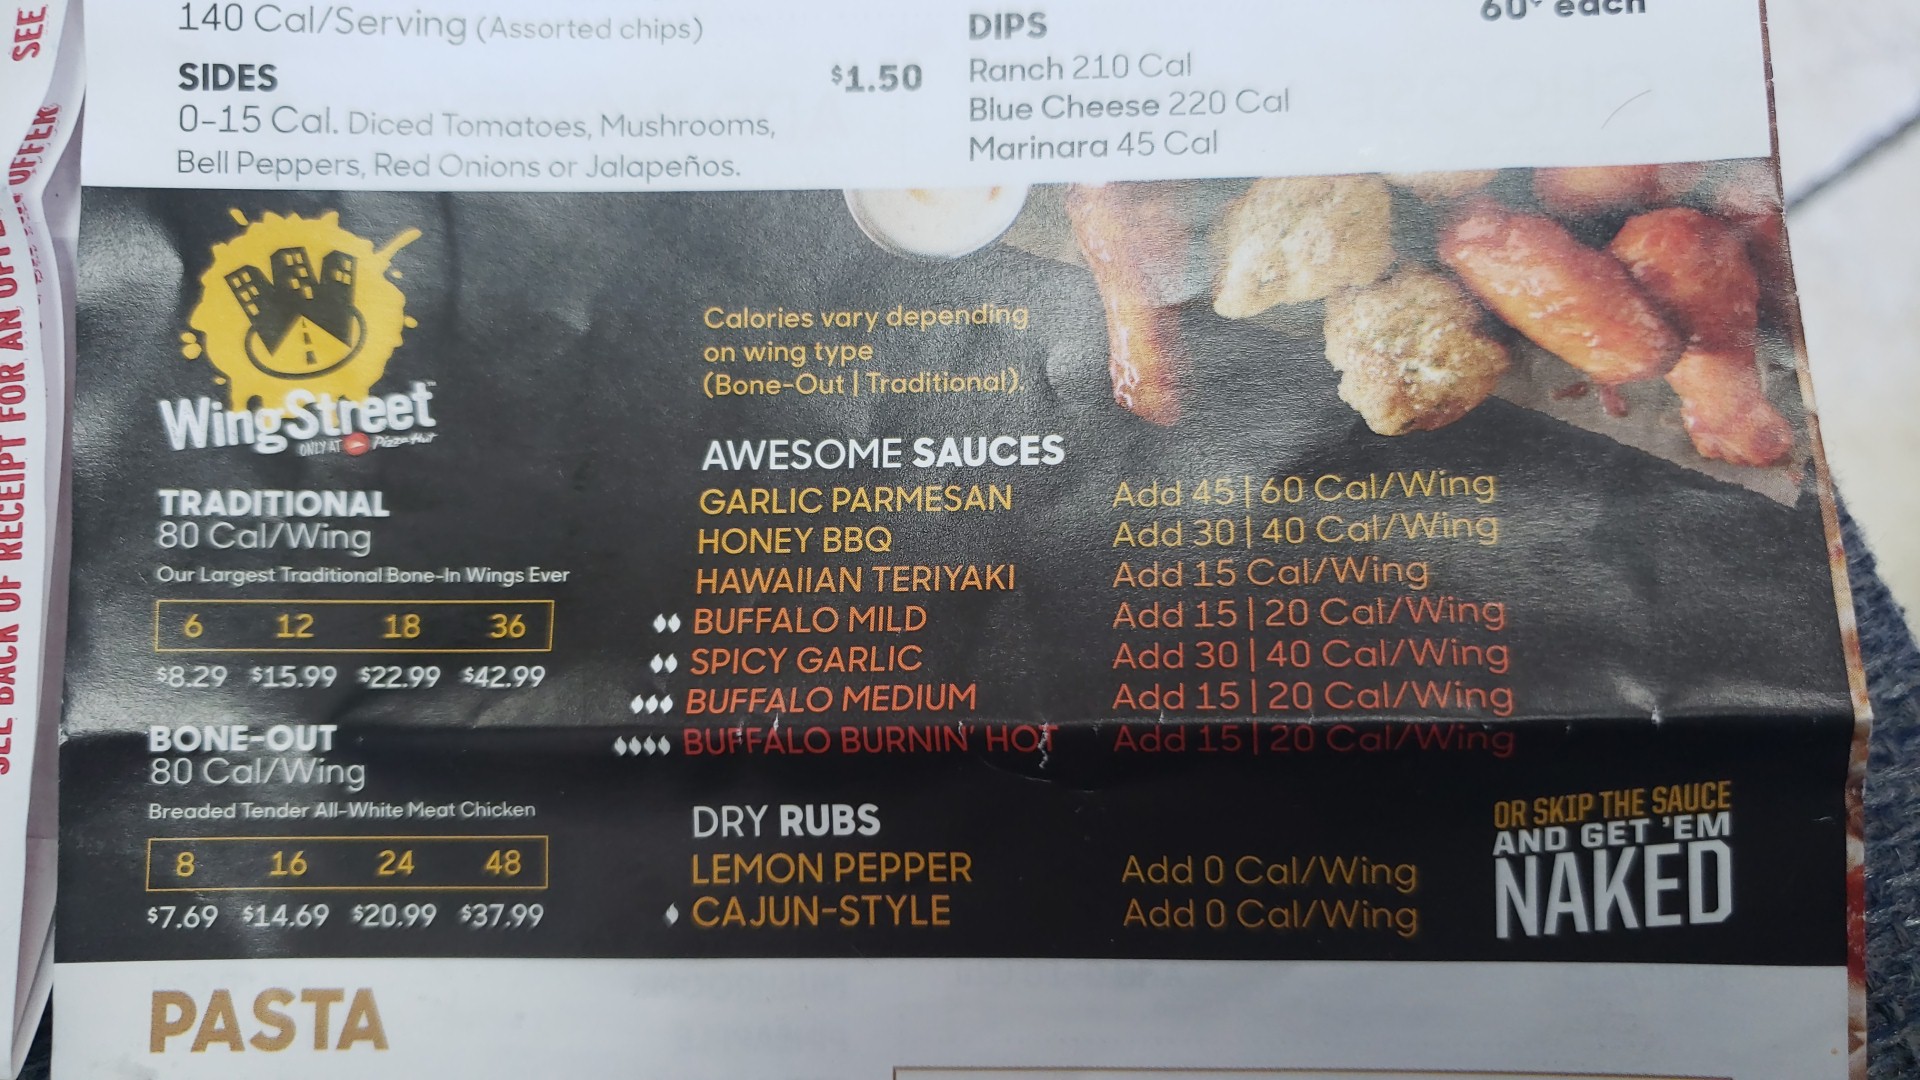 140 Cal/Serving (Assorted chips)
SIDES $1.50
0-15 Cal. Diced Tomatoes, Mushrooms,
Bell Peppers, Red Onions or Jalapeños.
60¢ each
DIPS
Ranch 210 Cal
Blue Cheese 220 Cal
Marinara 45 Cal
SEE
SEE BACK OF RECEIPT FOR AN OFFER
WingStreet™
ONLY AT Pizza Hut
TRADITIONAL
80 Cal/Wing
Our Largest Traditional Bone-In Wings Ever
6 12 18 36
$8.29 $15.99 $22.99 $42.99
BONE-OUT
80 Cal/Wing
Breaded Tender All-White Meat Chicken
8 16 24 48
$7.69 $14.69 $20.99 $37.99
Calories vary depending
on wing type
(Bone-Out | Traditional).
AWESOME SAUCES
GARLIC PARMESAN Add 45 | 60 Cal/Wing
HONEY BBQ Add 30 | 40 Cal/Wing
HAWAIIAN TERIYAKI Add 15 Cal/Wing
BUFFALO MILD Add 15 | 20 Cal/Wing
SPICY GARLIC Add 30 | 40 Cal/Wing
BUFFALO MEDIUM Add 15 | 20 Cal/Wing
BUFFALO BURNIN' HOT Add 15 | 20 Cal/Wing
DRY RUBS
LEMON PEPPER Add 0 Cal/Wing
CAJUN-STYLE Add 0 Cal/Wing
OR SKIP THE SAUCE
AND GET 'EM
NAKED
PASTA